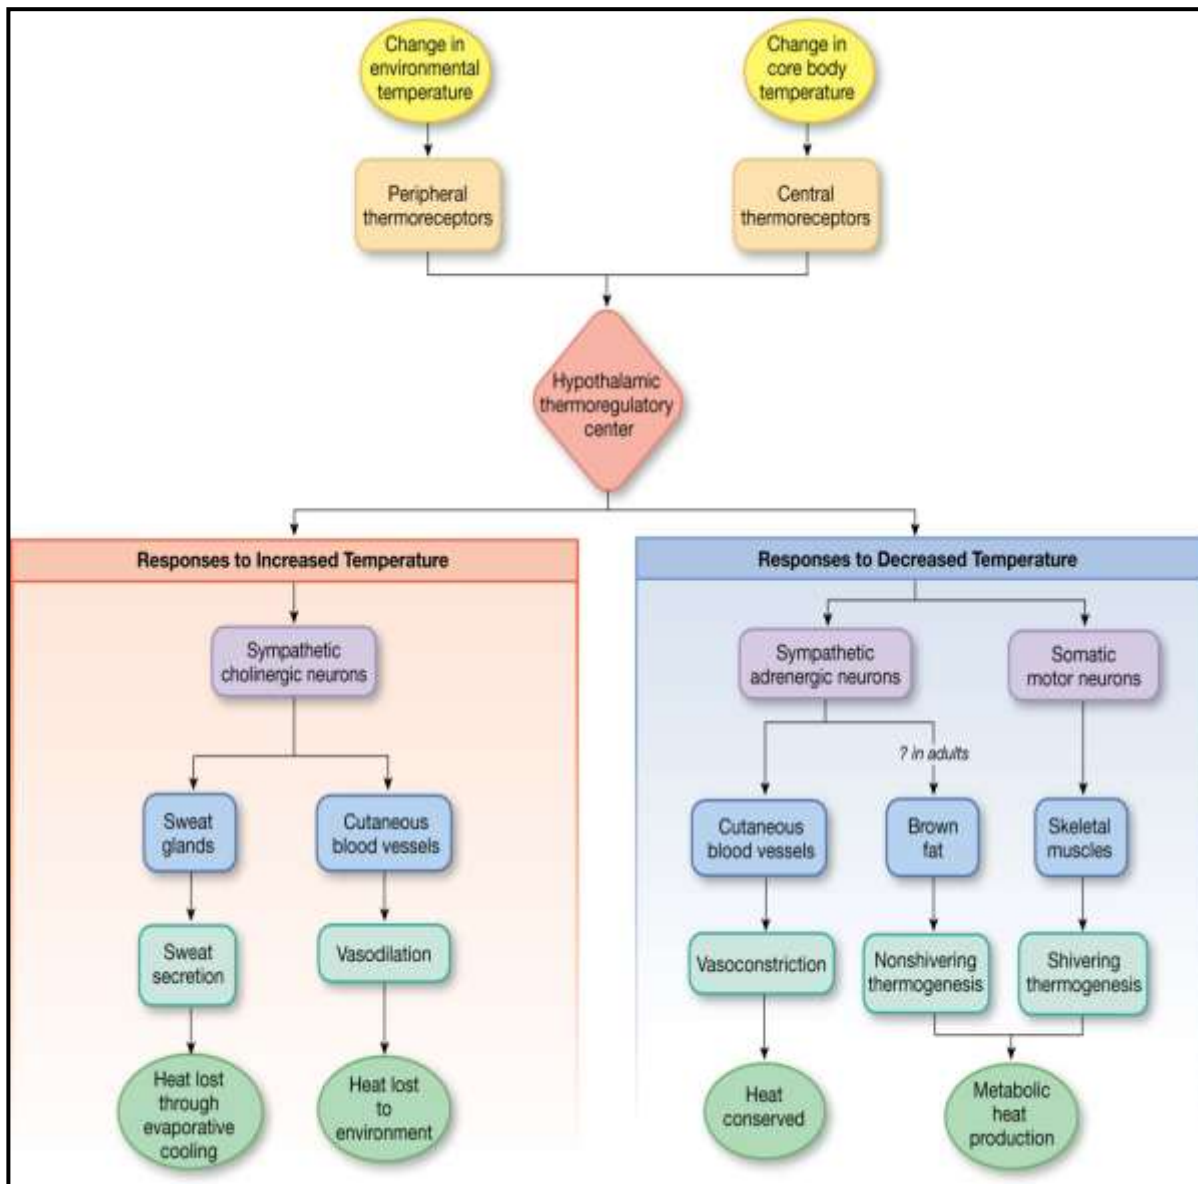 Change in
environmental
temperature
Change in
core body
temperature
Peripheral
thermoreceptors
Central
thermoreceptors
Hypothalamic
thermoregulatory
center
Responses to Increased Temperature
Sympathetic
cholinergic neurons
Sweat
glands
Cutaneous
blood vessels
Sweat
secretion
Vasodilation
Heat lost
through
evaporative
cooling
Heat lost
to
environment
Responses to Decreased Temperature
Sympathetic
adrenergic neurons
Somatic
motor neurons
? in adults
Cutaneous
blood vessels
Brown
fat
Skeletal
muscles
Vasoconstriction
Nonshivering
thermogenesis
Shivering
thermogenesis
Heat
conserved
Metabolic
heat
production